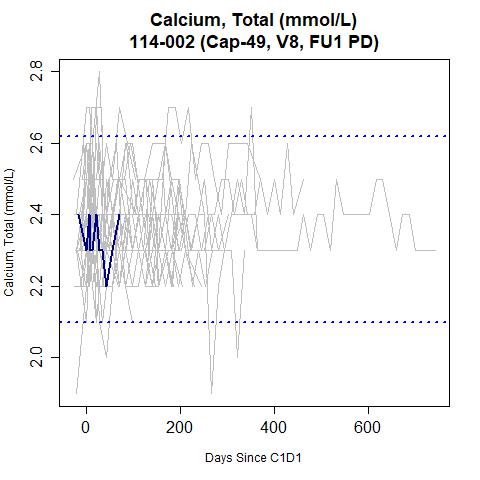 Calcium, Total (mmol/L)
114-002 (Cap-49, V8, FU1 PD)
Calcium, Total (mmol/L)
2.8
2.6
2.4
2.2
2.0
0
200
400
600
Days Since C1D1